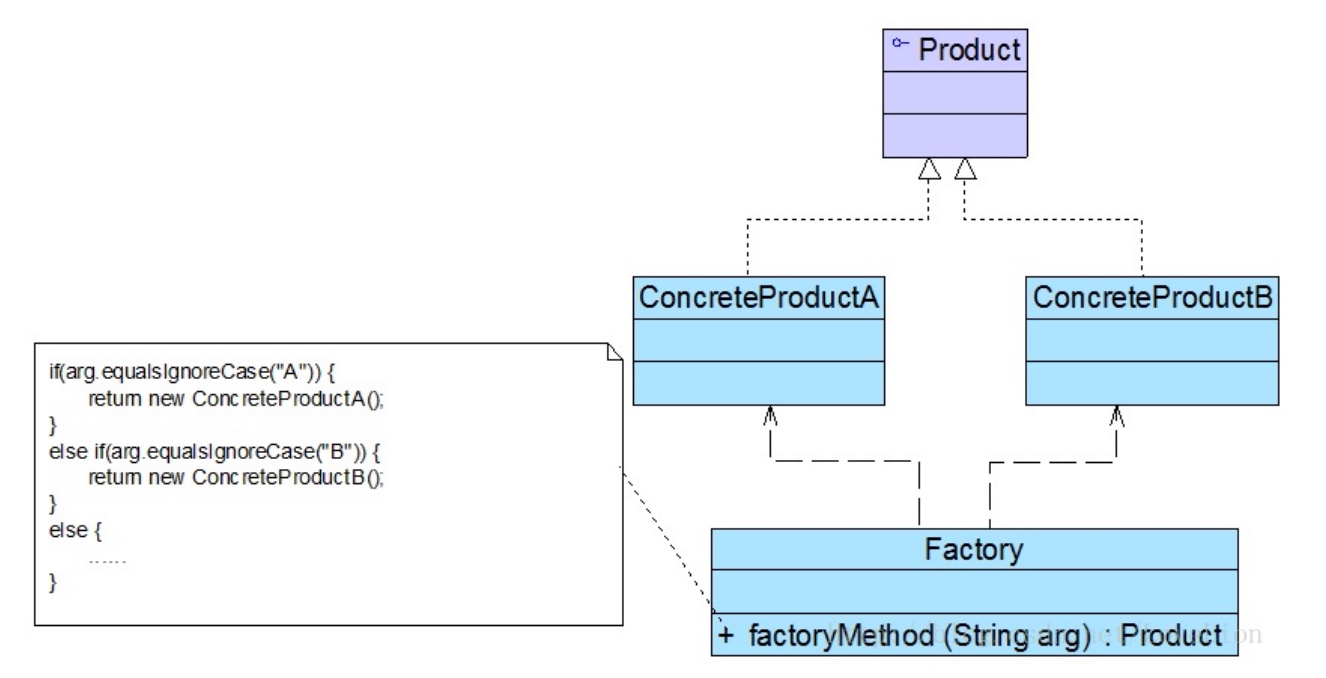 Product
ConcreteProductA
ConcreteProductB
if(arg.equalsIgnoreCase("A")) {
return new ConcreteProductA();
}
else if(arg.equalsIgnoreCase("B")) {
return new ConcreteProductB();
}
else {
......
}
Factory
+ factoryMethod (String arg) : Product